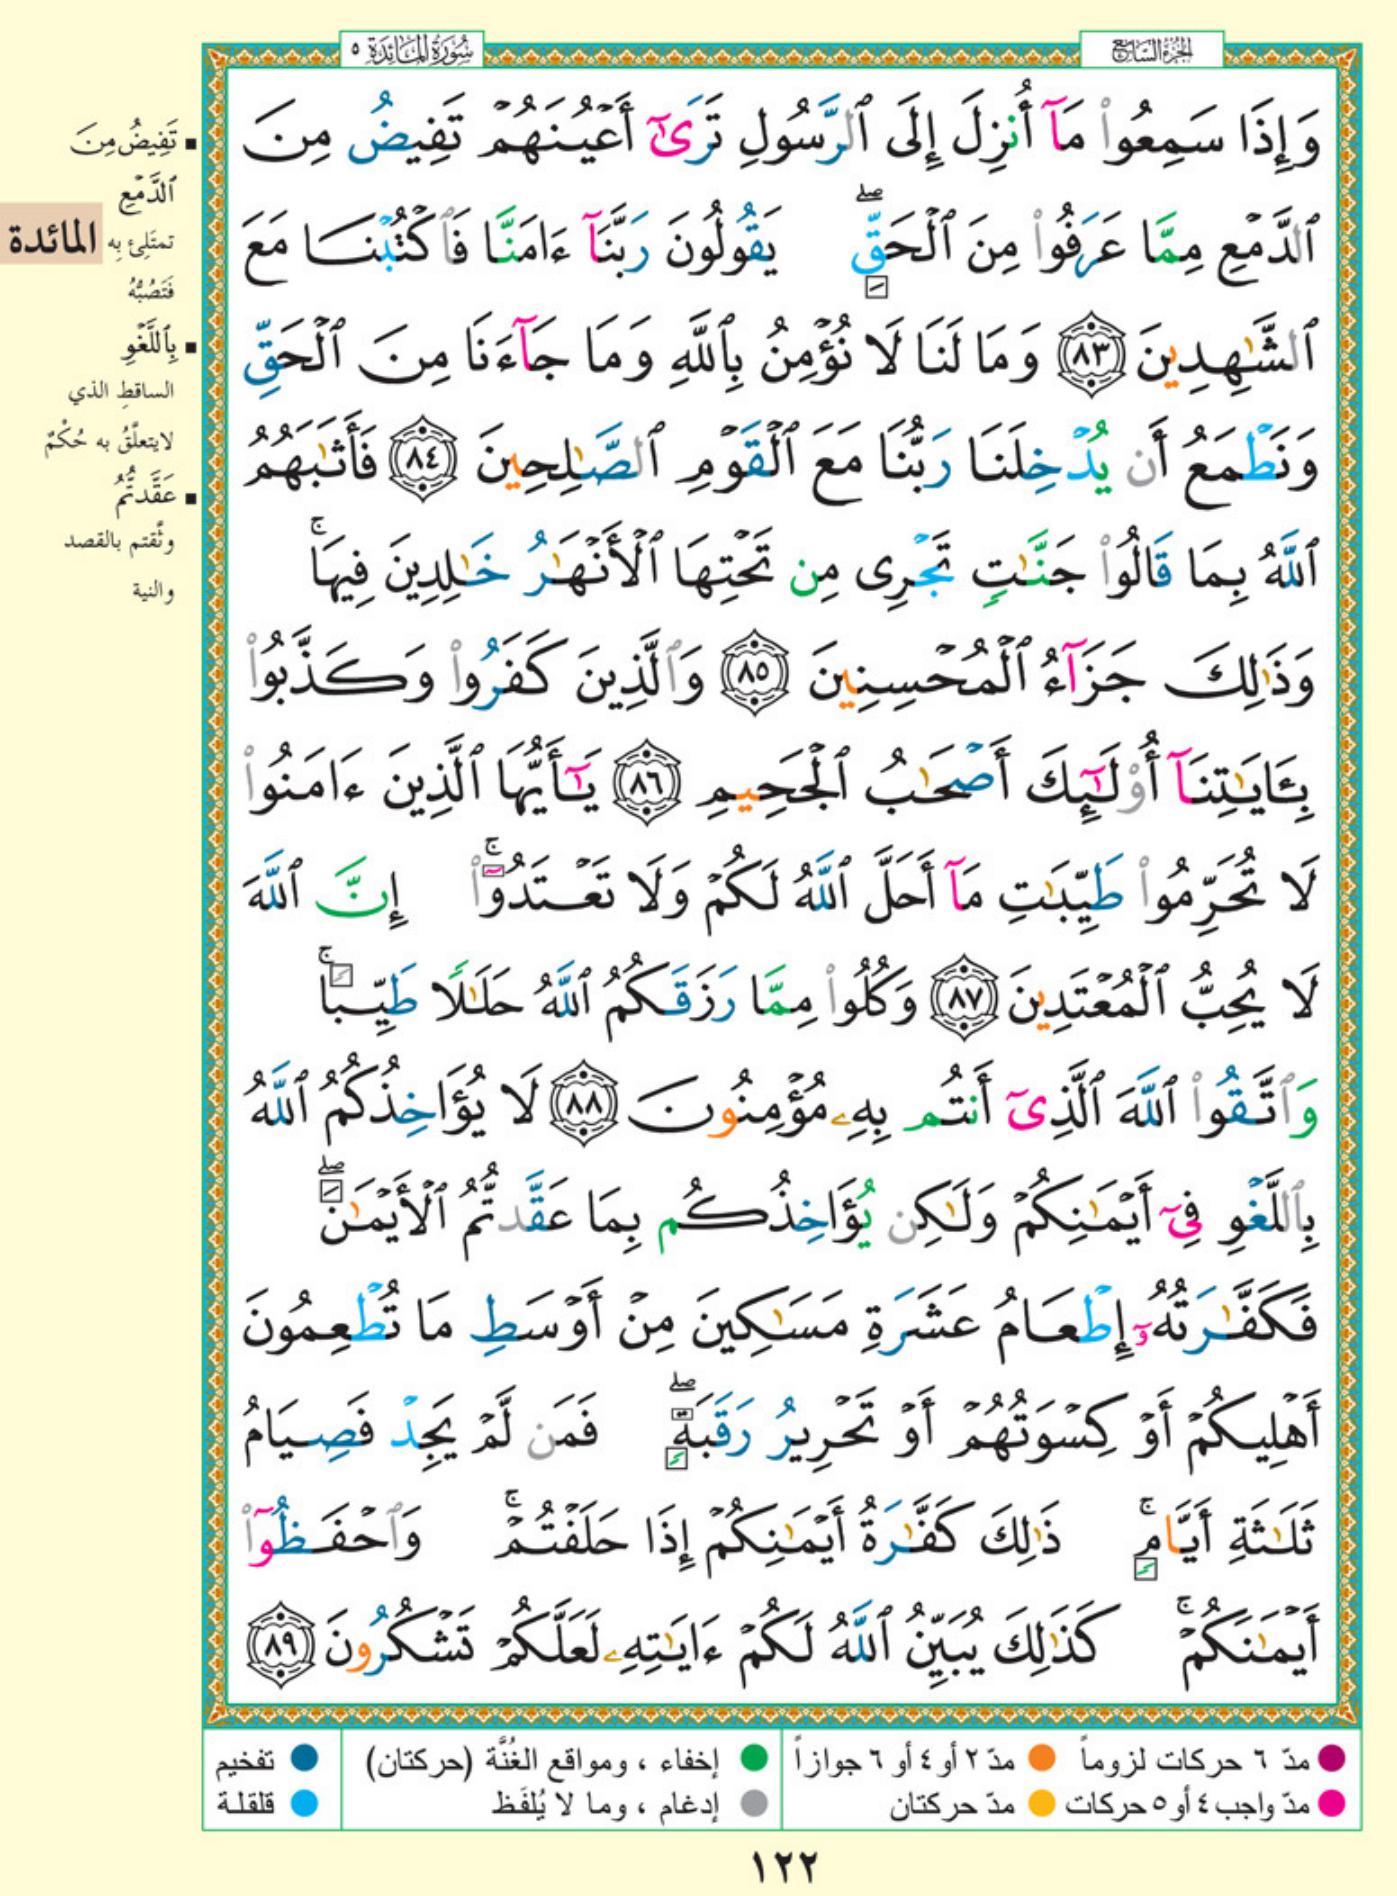 الجزء السابع
سورة المائدة ٥
وَإِذَا سَمِعُوا۟ مَآ أُنزِلَ إِلَى ٱلرَّسُولِ تَرَىٰٓ أَعْيُنَهُمْ تَفِيضُ مِنَ
ٱلدَّمْعِ مِمَّا عَرَفُوا۟ مِنَ ٱلْحَقِّ ۖ يَقُولُونَ رَبَّنَآ ءَامَنَّا فَٱكْتُبْنَا مَعَ
ٱلشَّٰهِدِينَ ٨٣ وَمَا لَنَا لَا نُؤْمِنُ بِٱللَّهِ وَمَا جَآءَنَا مِنَ ٱلْحَقِّ
وَنَطْمَعُ أَن يُدْخِلَنَا رَبُّنَا مَعَ ٱلْقَوْمِ ٱلصَّٰلِحِينَ ٨٤ فَأَثَٰبَهُمُ
ٱللَّهُ بِمَا قَالُوا۟ جَنَّٰتٍ تَجْرِى مِن تَحْتِهَا ٱلْأَنْهَٰرُ خَٰلِدِينَ فِيهَا ۚ
وَذَٰلِكَ جَزَآءُ ٱلْمُحْسِنِينَ ٨٥ وَٱلَّذِينَ كَفَرُوا۟ وَكَذَّبُوا۟
بِـَٔايَٰتِنَآ أُو۟لَٰٓئِكَ أَصْحَٰبُ ٱلْجَحِيمِ ٨٦ يَٰٓأَيُّهَا ٱلَّذِينَ ءَامَنُوا۟
لَا تُحَرِّمُوا۟ طَيِّبَٰتِ مَآ أَحَلَّ ٱللَّهُ لَكُمْ وَلَا تَعْتَدُوٓا۟ ۚ إِنَّ ٱللَّهَ
لَا يُحِبُّ ٱلْمُعْتَدِينَ ٨٧ وَكُلُوا۟ مِمَّا رَزَقَكُمُ ٱللَّهُ حَلَٰلًا طَيِّبًا ۚ
وَٱتَّقُوا۟ ٱللَّهَ ٱلَّذِىٓ أَنتُم بِهِۦ مُؤْمِنُونَ ٨٨ لَا يُؤَاخِذُكُمُ ٱللَّهُ
بِٱللَّغْوِ فِىٓ أَيْمَٰنِكُمْ وَلَٰكِن يُؤَاخِذُكُم بِمَا عَقَّدتُّمُ ٱلْأَيْمَٰنَ ۖ
فَكَفَّٰرَتُهُۥٓ إِطْعَامُ عَشَرَةِ مَسَٰكِينَ مِنْ أَوْسَطِ مَا تُطْعِمُونَ
أَهْلِيكُمْ أَوْ كِسْوَتُهُمْ أَوْ تَحْرِيرُ رَقَبَةٍ ۖ فَمَن لَّمْ يَجِدْ فَصِيَامُ
ثَلَٰثَةِ أَيَّامٍ ۚ ذَٰلِكَ كَفَّٰرَةُ أَيْمَٰنِكُمْ إِذَا حَلَفْتُمْ ۚ وَٱحْفَظُوٓا۟
أَيْمَٰنَكُمْ ۚ كَذَٰلِكَ يُبَيِّنُ ٱللَّهُ لَكُمْ ءَايَٰتِهِۦ لَعَلَّكُمْ تَشْكُرُونَ ٨٩
▪ تَفِيضُ مِنَ
ٱلدَّمْعِ
تمتَلِئ بِه
فَتَصُبُّهُ
▪ بِٱللَّغْوِ
الساقطِ الذي
لايتعلَّقُ به حُكْمٌ
▪ عَقَّدتُّمُ
وثَّقتم بالقصد
والنية
المائدة
● مدّ ٦ حركات لزوماً ● مدّ ٢ أو ٤ أو ٦ جوازاً
● مدّ واجب ٤ أو ٥ حركات ● مدّ حركتان
● إخفاء ، ومواقع الغُنَّة (حركتان)
● إدغام ، وما لا يُلفَظ
● تفخيم
● قلقلة
١٢٢